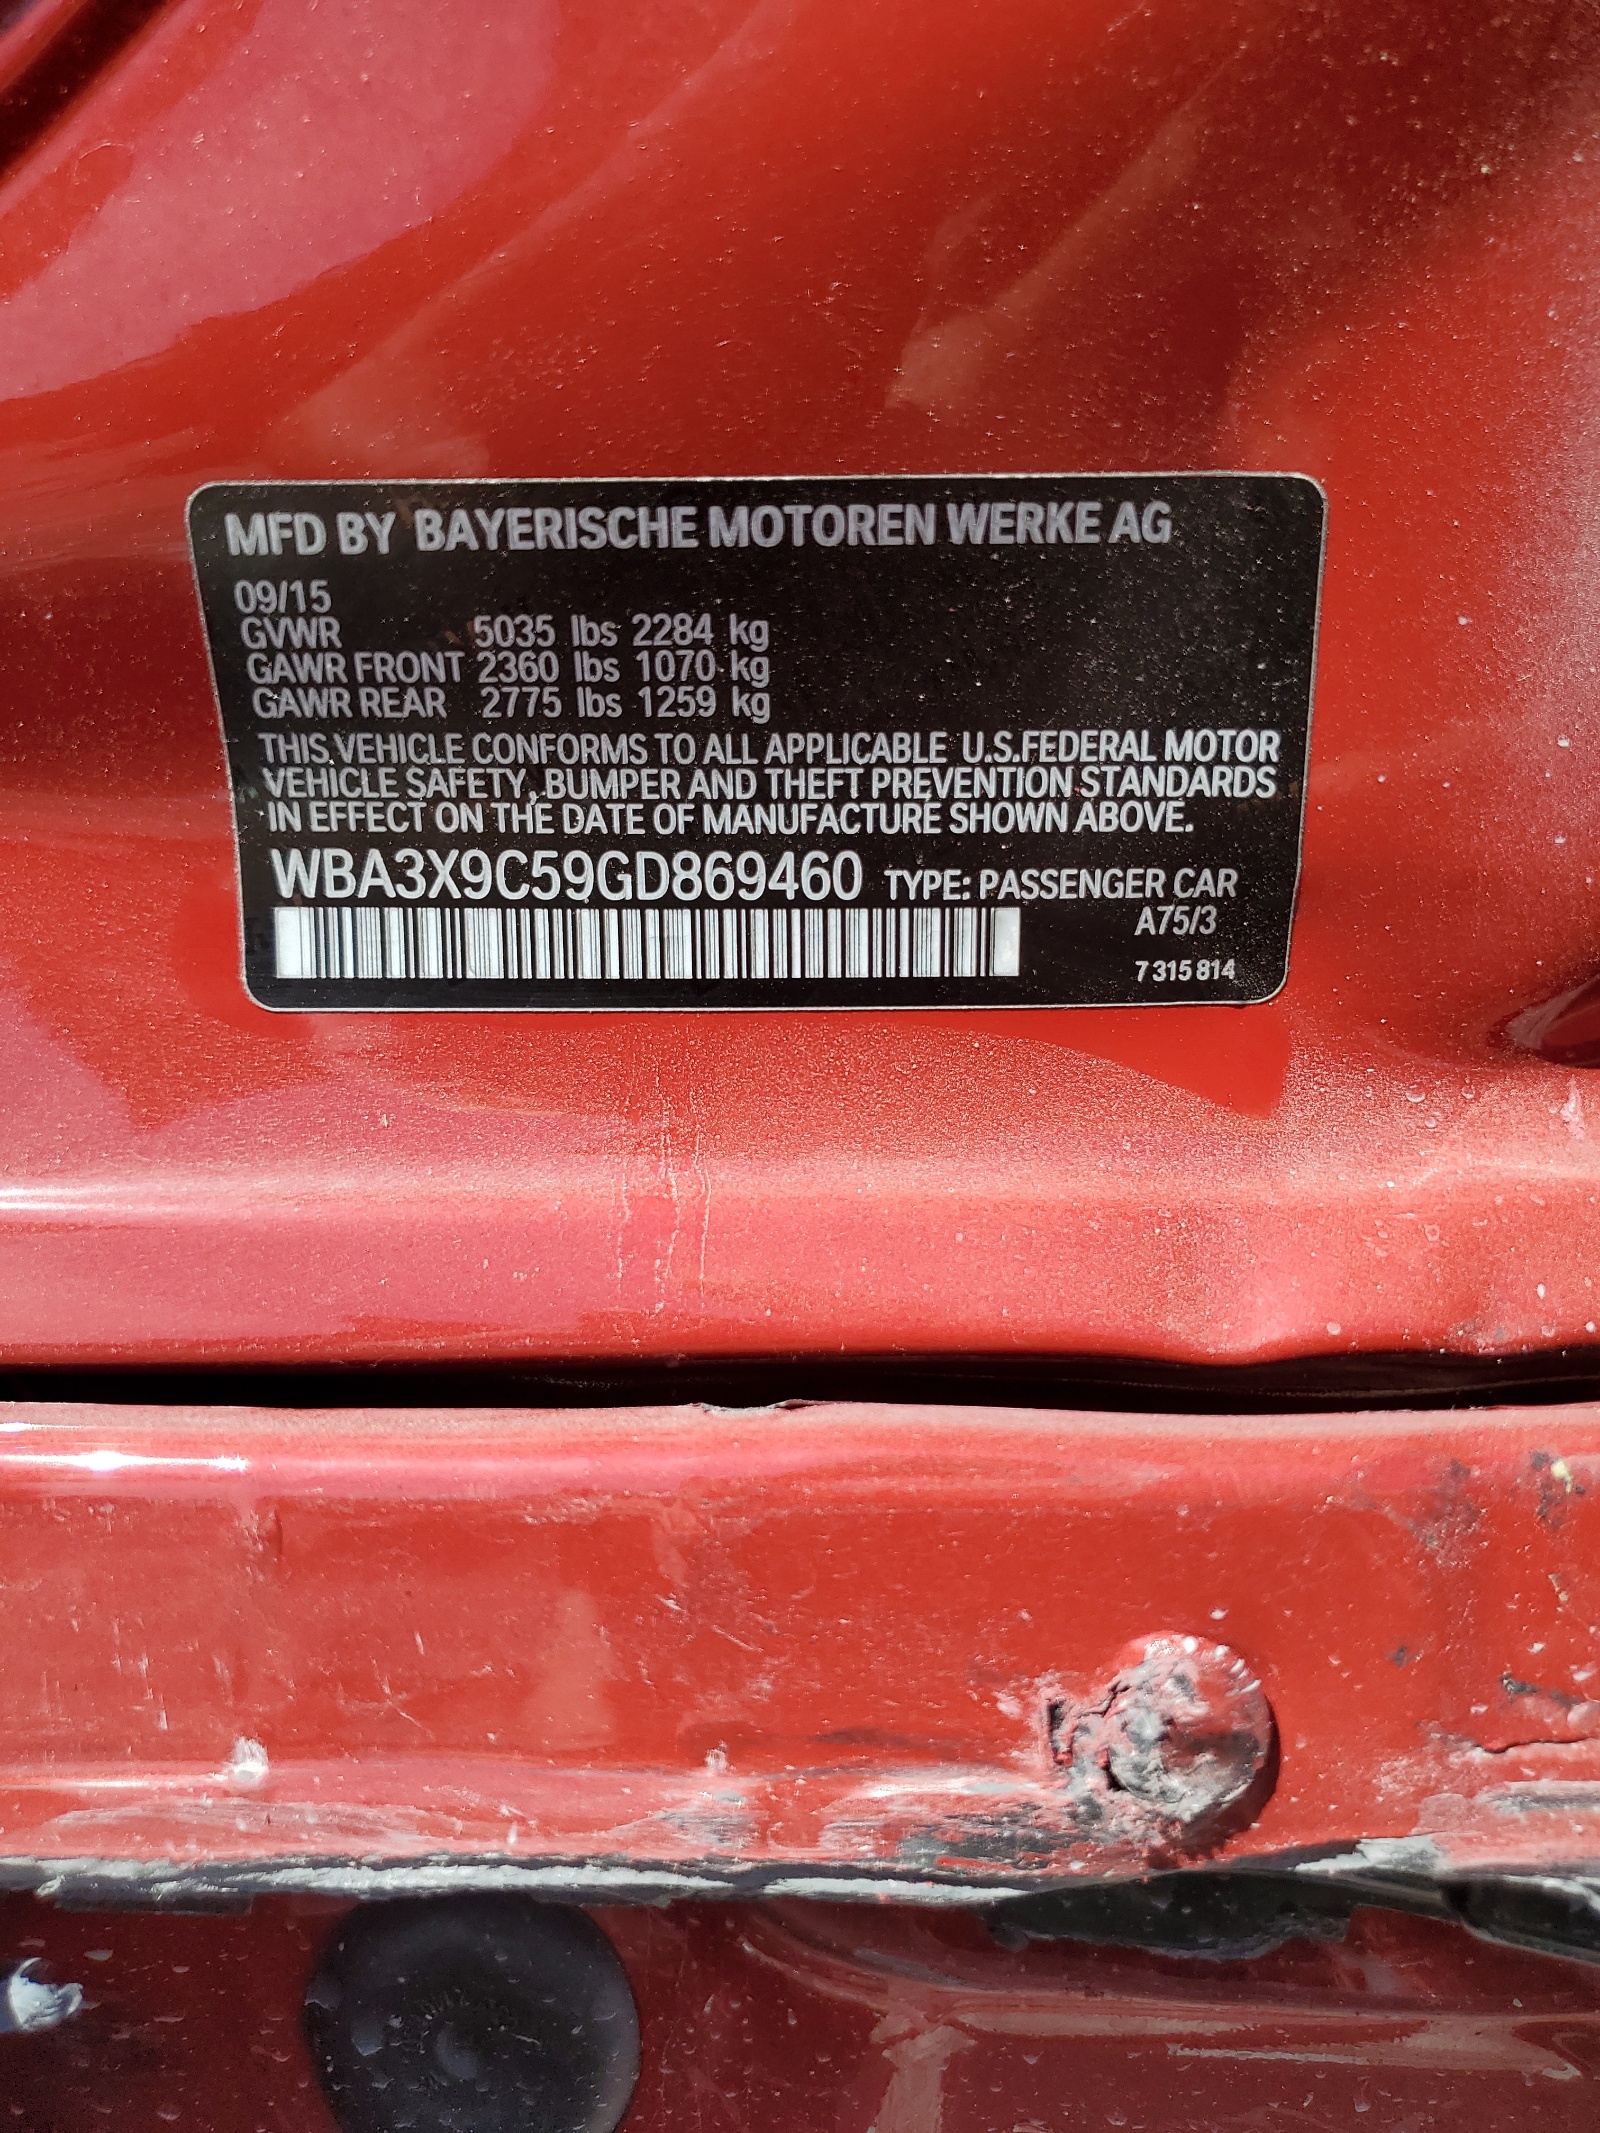 MFD BY BAYERISCHE MOTOREN WERKE AG
09/15
GVWR 5035 lbs 2284 kg
GAWR FRONT 2360 lbs 1070 kg
GAWR REAR 2775 lbs 1259 kg
THIS VEHICLE CONFORMS TO ALL APPLICABLE U.S.FEDERAL MOTOR
VEHICLE SAFETY, BUMPER AND THEFT PREVENTION STANDARDS
IN EFFECT ON THE DATE OF MANUFACTURE SHOWN ABOVE.
WBA3X9C59GD869460 TYPE: PASSENGER CAR
A75/3
7 315 814